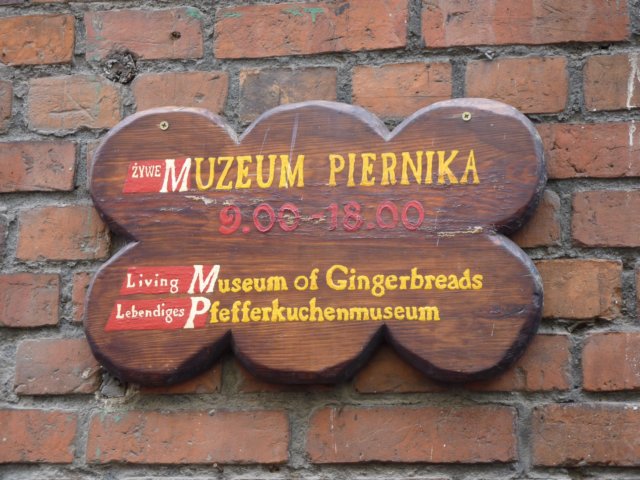 ŻYWE MUZEUM PIERNIKA
9.00-18.00
Living Museum of Gingerbreads
Lebendiges Pfefferkuchenmuseum